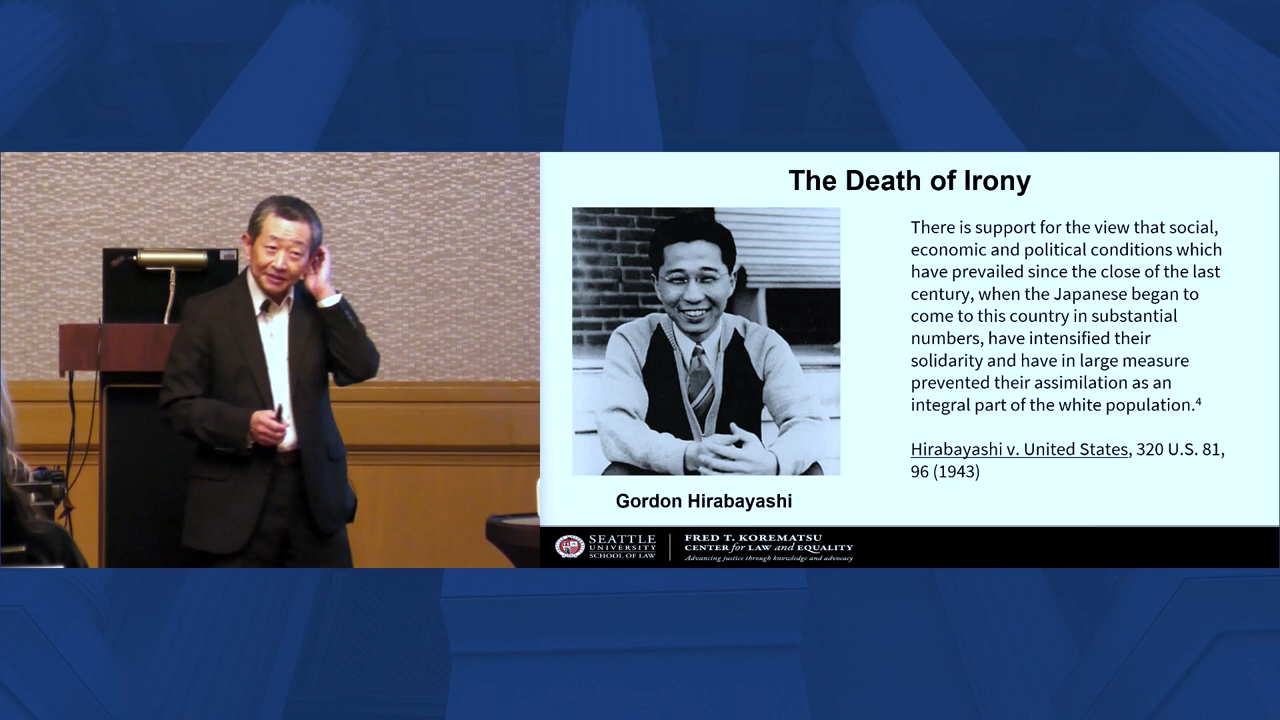 The Death of Irony
There is support for the view that social,
economic and political conditions which
have prevailed since the close of the last
century, when the Japanese began to
come to this country in substantial
numbers, have intensified their
solidarity and have in large measure
prevented their assimilation as an
integral part of the white population.⁴
Hirabayashi v. United States, 320 U.S. 81,
96 (1943)
Gordon Hirabayashi
SEATTLE
UNIVERSITY
SCHOOL OF LAW
FRED T. KOREMATSU
CENTER for LAW and EQUALITY
Advancing justice through knowledge and advocacy